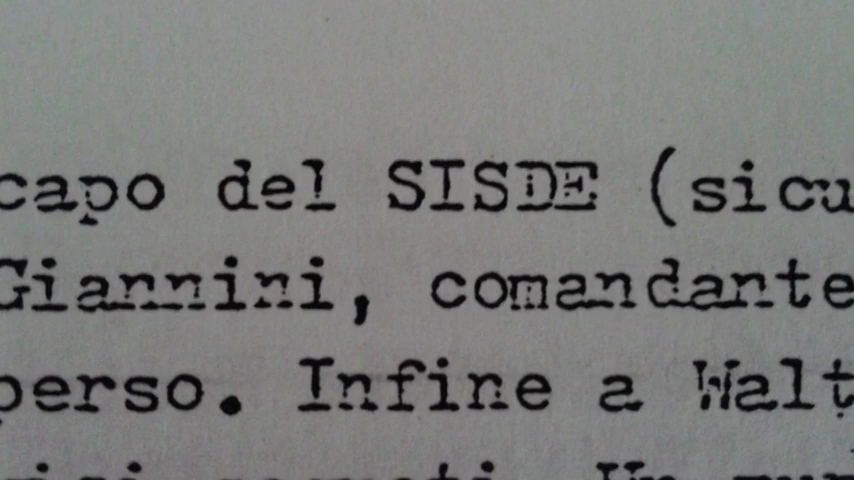 capo del SISDE (sicu
Giannini, comandante
perso. Infine a Walt